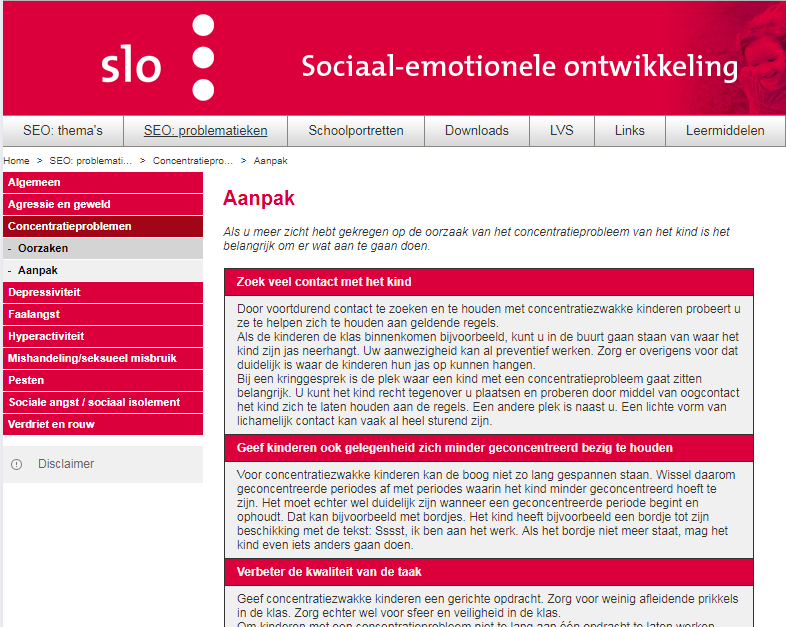 slo
Sociaal-emotionele ontwikkeling
SEO: thema's
SEO: problematieken
Schoolportretten
Downloads
LVS
Links
Leermiddelen
Home > SEO: problemati... > Concentratiepro... > Aanpak
Algemeen
Agressie en geweld
Concentratieproblemen
- Oorzaken
- Aanpak
Depressiviteit
Faalangst
Hyperactiviteit
Mishandeling/seksueel misbruik
Pesten
Sociale angst / sociaal isolement
Verdriet en rouw
Disclaimer
Aanpak
Als u meer zicht hebt gekregen op de oorzaak van het concentratieprobleem van het kind is het
belangrijk om er wat aan te gaan doen.
Zoek veel contact met het kind
Door voortdurend contact te zoeken en te houden met concentratiezwakke kinderen probeert u
ze te helpen zich te houden aan geldende regels.
Als de kinderen de klas binnenkomen bijvoorbeeld, kunt u in de buurt gaan staan van waar het
kind zijn jas neerhangt. Uw aanwezigheid kan al preventief werken. Zorg er overigens voor dat
duidelijk is waar de kinderen hun jas op kunnen hangen.
Bij een kringgesprek is de plek waar een kind met een concentratieprobleem gaat zitten
belangrijk. U kunt het kind recht tegenover u plaatsen en proberen door middel van oogcontact
het kind zich te laten houden aan de regels. Een andere plek is naast u. Een lichte vorm van
lichamelijk contact kan vaak al heel sturend zijn.
Geef kinderen ook gelegenheid zich minder geconcentreerd bezig te houden
Voor concentratiezwakke kinderen kan de boog niet zo lang gespannen staan. Wissel daarom
geconcentreerde periodes af met periodes waarin het kind minder geconcentreerd hoeft te
zijn. Het moet echter wel duidelijk zijn wanneer een geconcentreerde periode begint en
ophoudt. Dat kan bijvoorbeeld met bordjes. Het kind heeft bijvoorbeeld een bordje tot zijn
beschikking met de tekst: Sssst, ik ben aan het werk. Als het bordje niet meer staat, mag het
kind even iets anders gaan doen.
Verbeter de kwaliteit van de taak
Geef concentratiezwakke kinderen een gerichte opdracht. Zorg voor weinig afleidende prikkels
in de klas. Zorg echter wel voor sfeer en veiligheid in de klas.
Om kinderen met een concentratieprobleem niet te lang aan één opdracht te laten werken